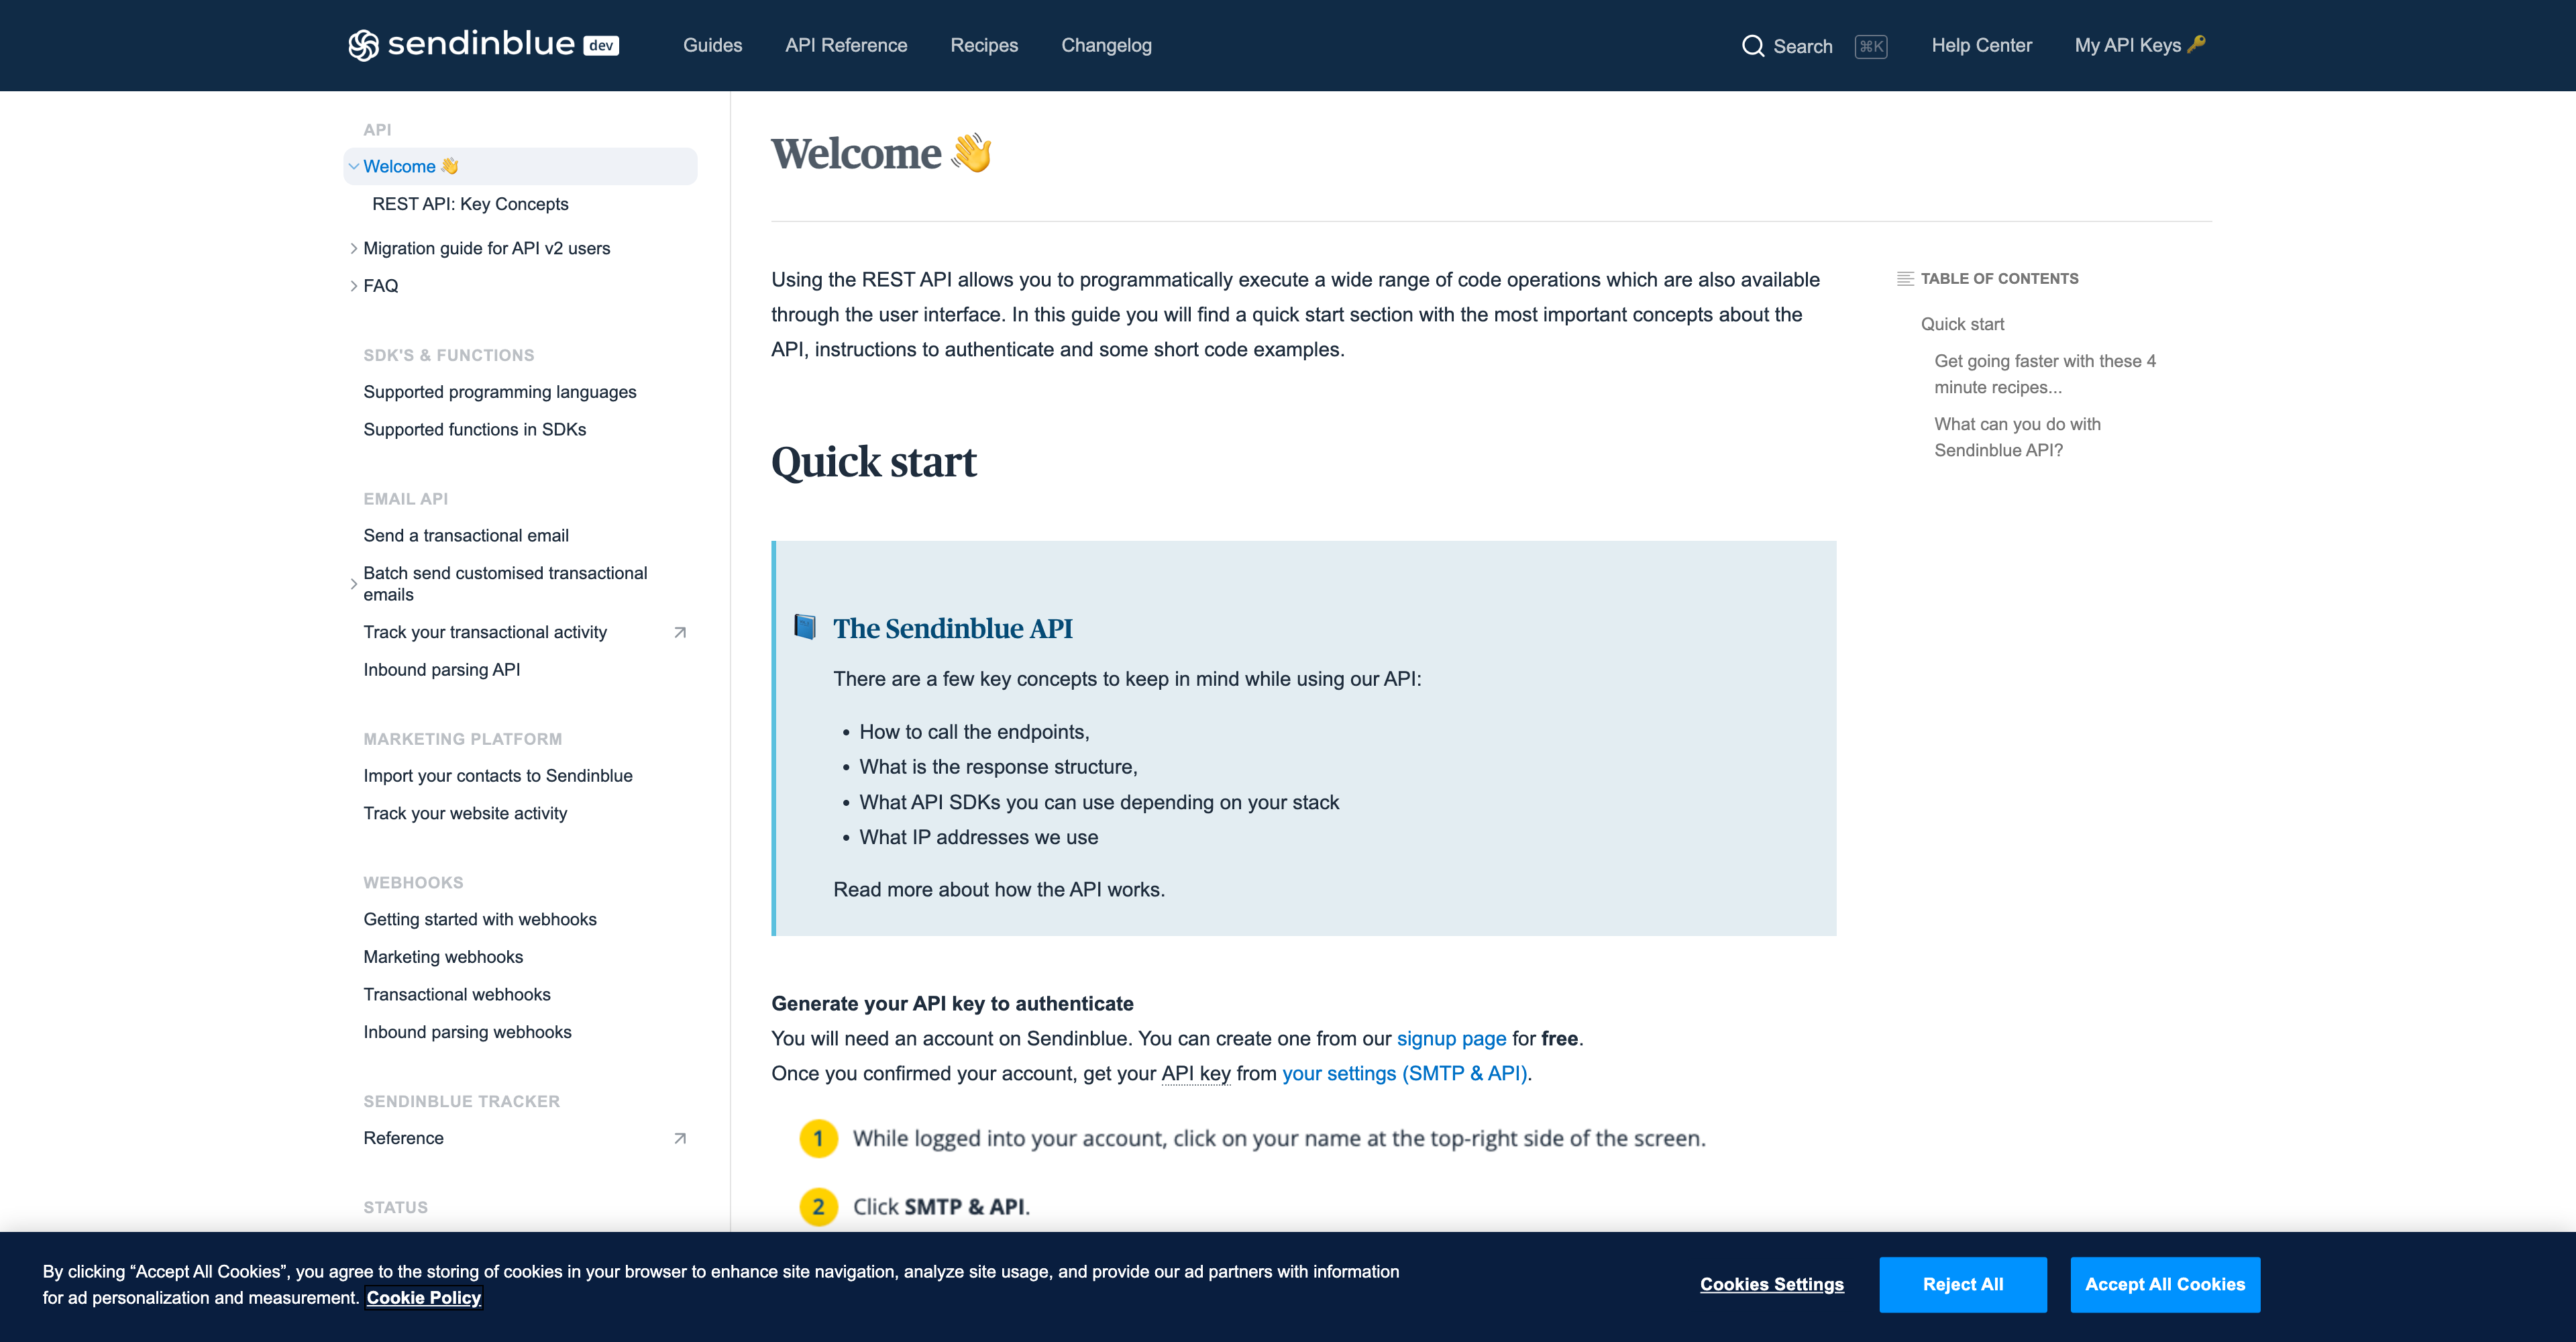 sendinblue dev
Guides
API Reference
Recipes
Changelog
Search
⌘K
Help Center
My API Keys 🔑
API
Welcome 👋
REST API: Key Concepts
Migration guide for API v2 users
FAQ
SDK'S & FUNCTIONS
Supported programming languages
Supported functions in SDKs
EMAIL API
Send a transactional email
Batch send customised transactional
emails
Track your transactional activity
Inbound parsing API
MARKETING PLATFORM
Import your contacts to Sendinblue
Track your website activity
WEBHOOKS
Getting started with webhooks
Marketing webhooks
Transactional webhooks
Inbound parsing webhooks
SENDINBLUE TRACKER
Reference
STATUS
Welcome 👋
Using the REST API allows you to programmatically execute a wide range of code operations which are also available
through the user interface. In this guide you will find a quick start section with the most important concepts about the
API, instructions to authenticate and some short code examples.
Quick start
📘 The Sendinblue API
There are a few key concepts to keep in mind while using our API:
• How to call the endpoints,
• What is the response structure,
• What API SDKs you can use depending on your stack
• What IP addresses we use
Read more about how the API works.
Generate your API key to authenticate
You will need an account on Sendinblue. You can create one from our signup page for free.
Once you confirmed your account, get your API key from your settings (SMTP & API).
1 While logged into your account, click on your name at the top-right side of the screen.
2 Click SMTP & API.
TABLE OF CONTENTS
Quick start
Get going faster with these 4
minute recipes...
What can you do with
Sendinblue API?
By clicking “Accept All Cookies”, you agree to the storing of cookies in your browser to enhance site navigation, analyze site usage, and provide our ad partners with information
for ad personalization and measurement. Cookie Policy
Cookies Settings
Reject All
Accept All Cookies